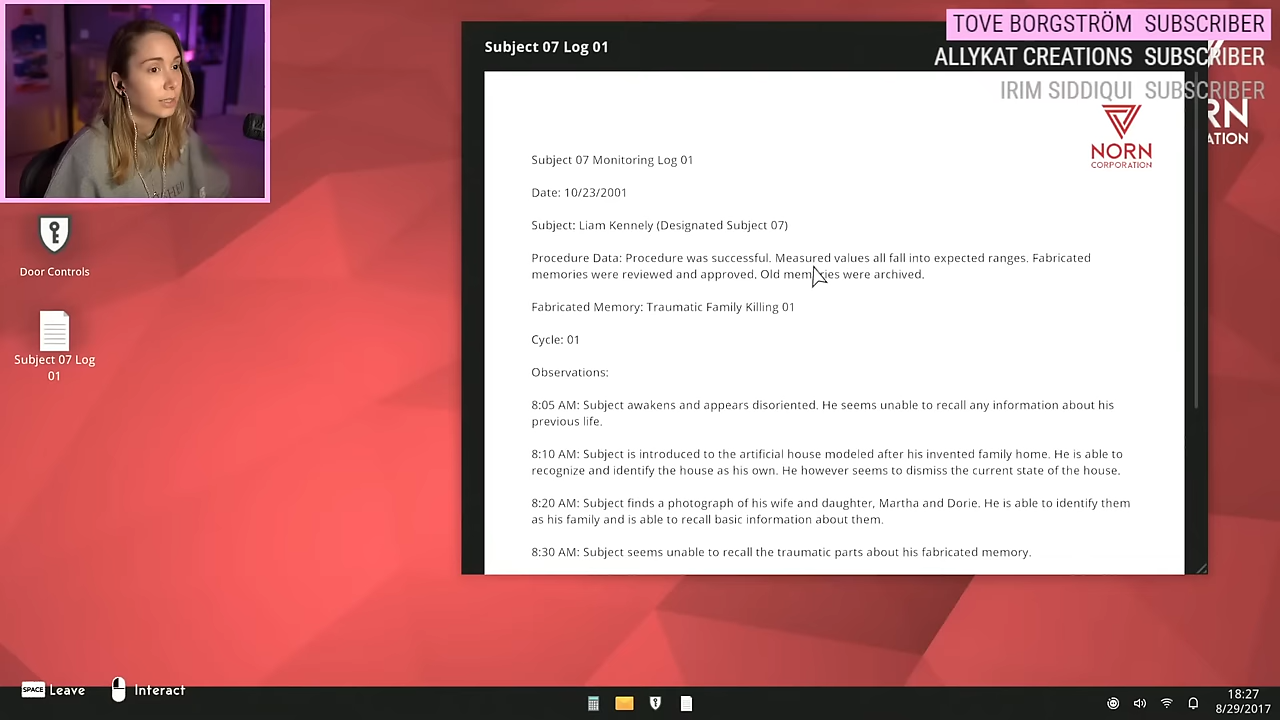 TOVE BORGSTRÖM SUBSCRIBER
ALLYKAT CREATIONS SUBSCRIBER
IRIM SIDDIQUI SUBSCRIBER
Subject 07 Log 01
NORN
CORPORATION
Subject 07 Monitoring Log 01
Date: 10/23/2001
Subject: Liam Kennely (Designated Subject 07)
Procedure Data: Procedure was successful. Measured values all fall into expected ranges. Fabricated
memories were reviewed and approved. Old memories were archived.
Fabricated Memory: Traumatic Family Killing 01
Cycle: 01
Observations:
8:05 AM: Subject awakens and appears disoriented. He seems unable to recall any information about his
previous life.
8:10 AM: Subject is introduced to the artificial house modeled after his invented family home. He is able to
recognize and identify the house as his own. He however seems to dismiss the current state of the house.
8:20 AM: Subject finds a photograph of his wife and daughter, Martha and Dorie. He is able to identify them
as his family and is able to recall basic information about them.
8:30 AM: Subject seems unable to recall the traumatic parts about his fabricated memory.
RN
ATION
Door Controls
Subject 07 Log
01
SPACE Leave
Interact
18:27
8/29/2017